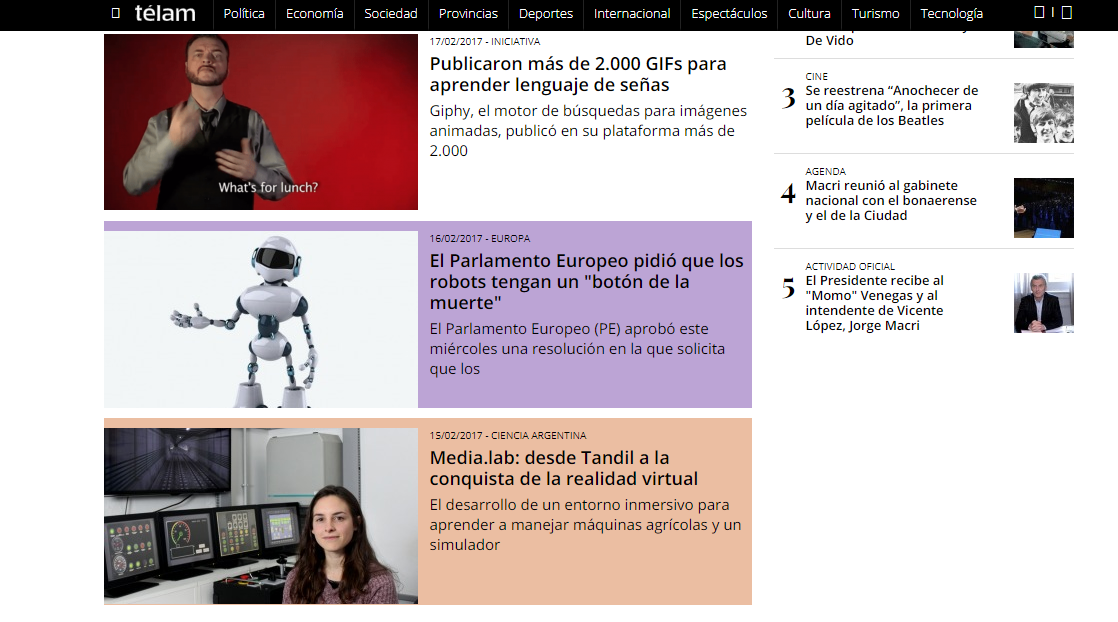 télam Política Economía Sociedad Provincias Deportes Internacional Espectáculos Cultura Turismo Tecnología
17/02/2017 - INICIATIVA
Publicaron más de 2.000 GIFs para
aprender lenguaje de señas
Giphy, el motor de búsquedas para imágenes
animadas, publicó en su plataforma más de
2.000
What's for lunch?
16/02/2017 - EUROPA
El Parlamento Europeo pidió que los
robots tengan un "botón de la
muerte"
El Parlamento Europeo (PE) aprobó este
miércoles una resolución en la que solicita
que los
15/02/2017 - CIENCIA ARGENTINA
Media.lab: desde Tandil a la
conquista de la realidad virtual
El desarrollo de un entorno inmersivo para
aprender a manejar máquinas agrícolas y un
simulador
De Vido
3
CINE
Se reestrena “Anochecer de
un día agitado”, la primera
película de los Beatles
4
AGENDA
Macri reunió al gabinete
nacional con el bonaerense
y el de la Ciudad
5
ACTIVIDAD OFICIAL
El Presidente recibe al
"Momo" Venegas y al
intendente de Vicente
López, Jorge Macri